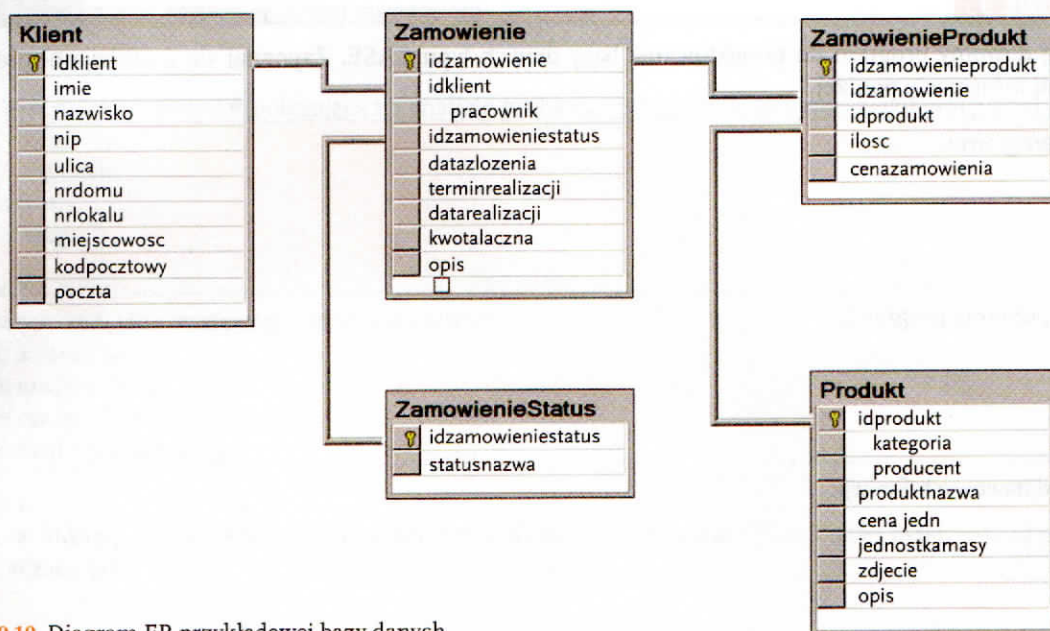 Klient
idklient
imie
nazwisko
nip
ulica
nrdomu
nrlokalu
miejscowosc
kodpocztowy
poczta
Zamowienie
idzamowienie
idklient
pracownik
idzamowieniestatus
datazlozenia
terminrealizacji
datarealizacji
kwotalaczna
opis
ZamowienieProdukt
idzamowienieprodukt
idzamowienie
idprodukt
ilosc
cenazamowienia
ZamowienieStatus
idzamowieniestatus
statusnazwa
Produkt
idprodukt
kategoria
producent
produktnazwa
cena jedn
jednostkamasy
zdjecie
opis
Diagram ER przykładowej bazy danych